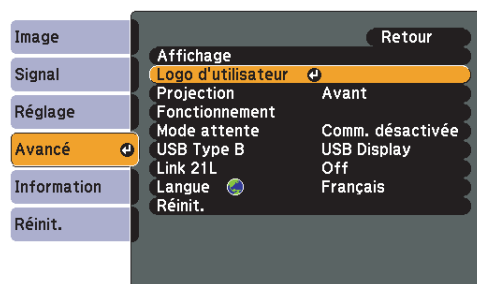 Image
Signal
Réglage
Avancé
Information
Réinit.
Retour
Affichage
Logo d'utilisateur
Projection Avant
Fonctionnement
Mode attente Comm. désactivée
USB Type B USB Display
Link 21L Off
Langue Français
Réinit.